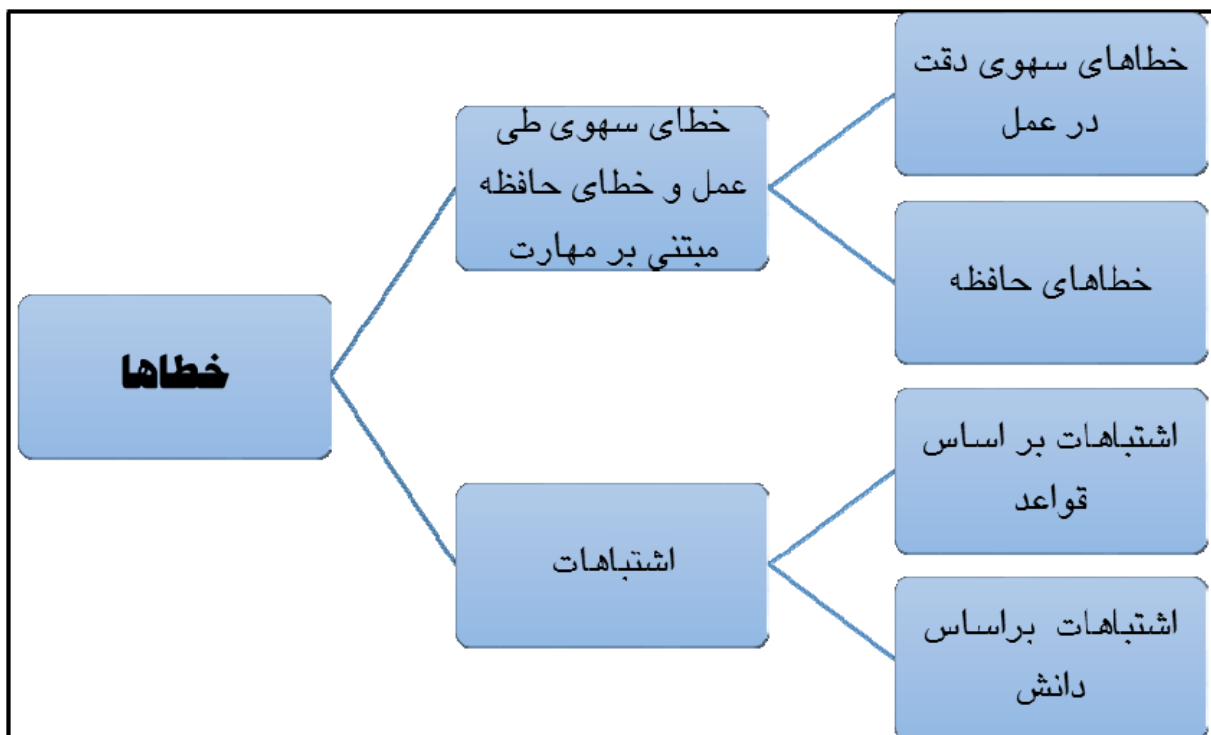 خطاها
خطای سهوی طی
عمل و خطای حافظه
مبتنی بر مهارت
خطاهای سهوی دقت
در عمل
خطاهای حافظه
اشتباهات
اشتباهات بر اساس
قواعد
اشتباهات براساس
دانش